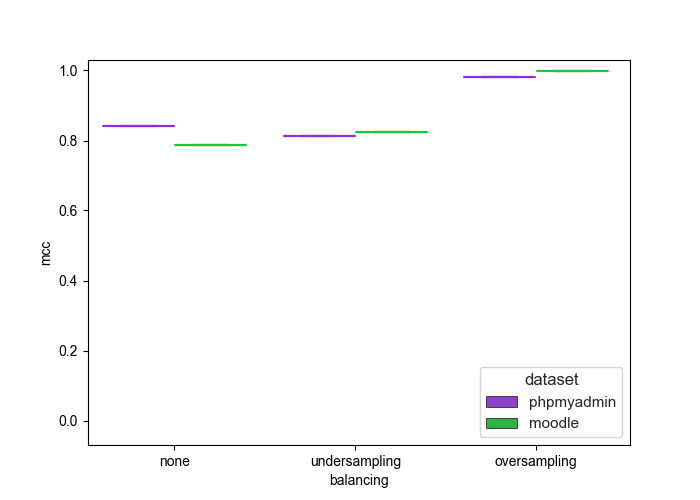 1.0
0.8
0.6
0.4
0.2
0.0
mcc
none
undersampling
oversampling
balancing
dataset
phpmyadmin
moodle